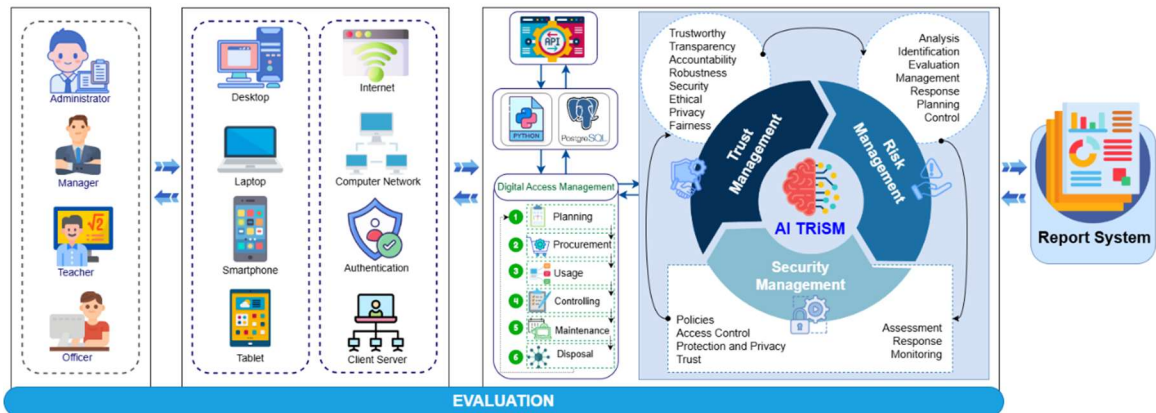 Administrator
Manager
Teacher
√2
Officer
Desktop
Laptop
Smartphone
Tablet
Internet
Computer Network
Authentication
Client Server
API
PYTHON
PostgreSQL
Digital Access Management
1 Planning
2 Procurement
3 Usage
4 Controlling
5 Maintenance
6 Disposal
Trustworthy
Transparency
Accountability
Robustness
Security
Ethical
Privacy
Fairness
Analysis
Identification
Evaluation
Management
Response
Planning
Control
Trust
Management
Risk
Management
AI TRiSM
Security
Management
Policies
Access Control
Protection and Privacy
Trust
Assessment
Response
Monitoring
Report System
EVALUATION